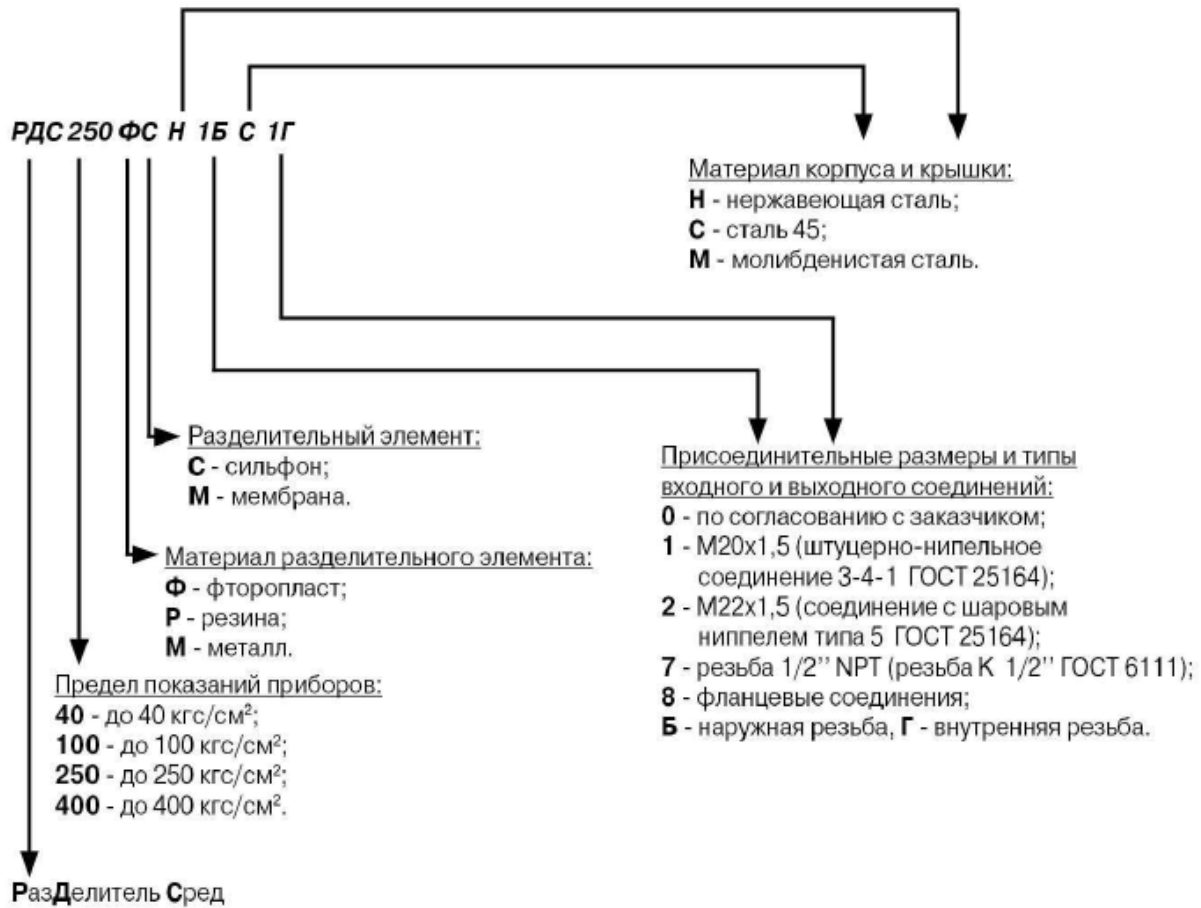 РДС 250 ФС Н 1Б С 1Г
Материал корпуса и крышки:
Н - нержавеющая сталь;
С - сталь 45;
М - молибденистая сталь.
Разделительный элемент:
С - сильфон;
М - мембрана.
Материал разделительного элемента:
Ф - фторопласт;
Р - резина;
М - металл.
Предел показаний приборов:
40 - до 40 кгс/см²;
100 - до 100 кгс/см²;
250 - до 250 кгс/см²;
400 - до 400 кгс/см².
РазДелитель Сред
Присоединительные размеры и типы
входного и выходного соединений:
0 - по согласованию с заказчиком;
1 - М20х1,5 (штуцерно-нипельное
соединение 3-4-1 ГОСТ 25164);
2 - М22х1,5 (соединение с шаровым
ниппелем типа 5 ГОСТ 25164);
7 - резьба 1/2’’ NPT (резьба К 1/2’’ ГОСТ 6111);
8 - фланцевые соединения;
Б - наружная резьба, Г - внутренняя резьба.